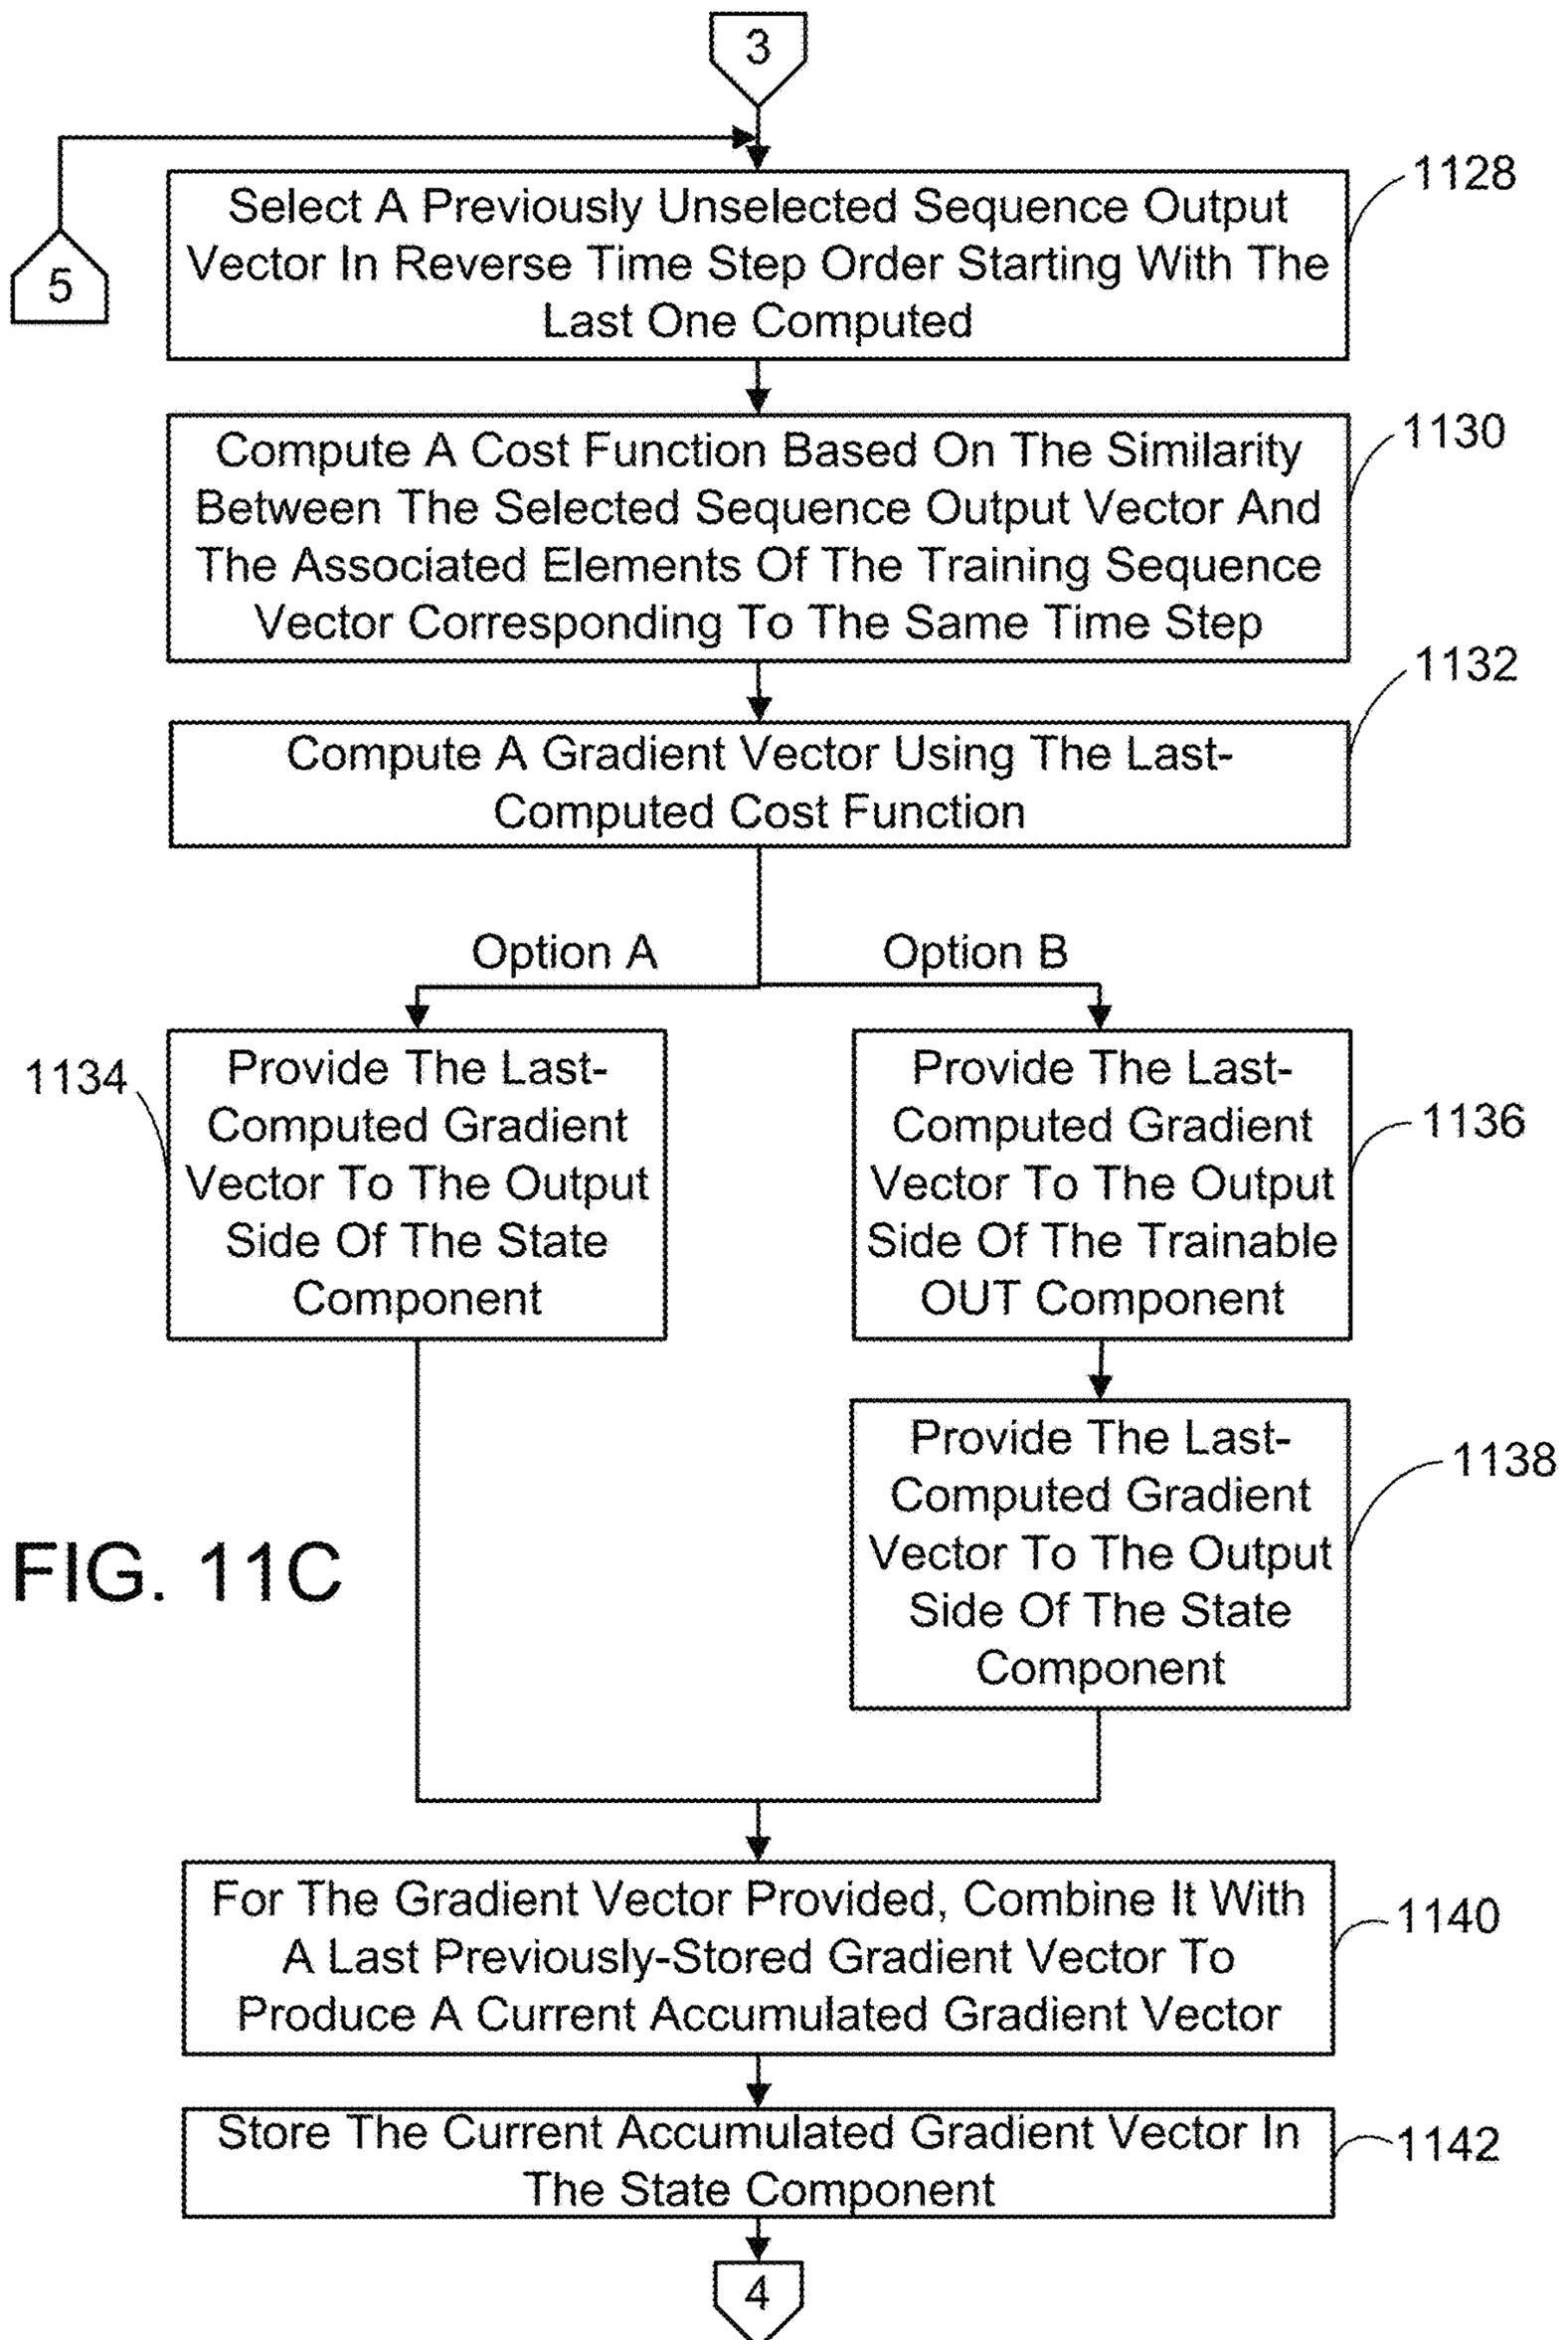 3
5
Select A Previously Unselected Sequence Output
Vector In Reverse Time Step Order Starting With The
Last One Computed
1128
Compute A Cost Function Based On The Similarity
Between The Selected Sequence Output Vector And
The Associated Elements Of The Training Sequence
Vector Corresponding To The Same Time Step
1130
Compute A Gradient Vector Using The Last-
Computed Cost Function
1132
Option A
Option B
1134
Provide The Last-
Computed Gradient
Vector To The Output
Side Of The State
Component
Provide The Last-
Computed Gradient
Vector To The Output
Side Of The Trainable
OUT Component
1136
Provide The Last-
Computed Gradient
Vector To The Output
Side Of The State
Component
1138
FIG. 11C
For The Gradient Vector Provided, Combine It With
A Last Previously-Stored Gradient Vector To
Produce A Current Accumulated Gradient Vector
1140
Store The Current Accumulated Gradient Vector In
The State Component
1142
4